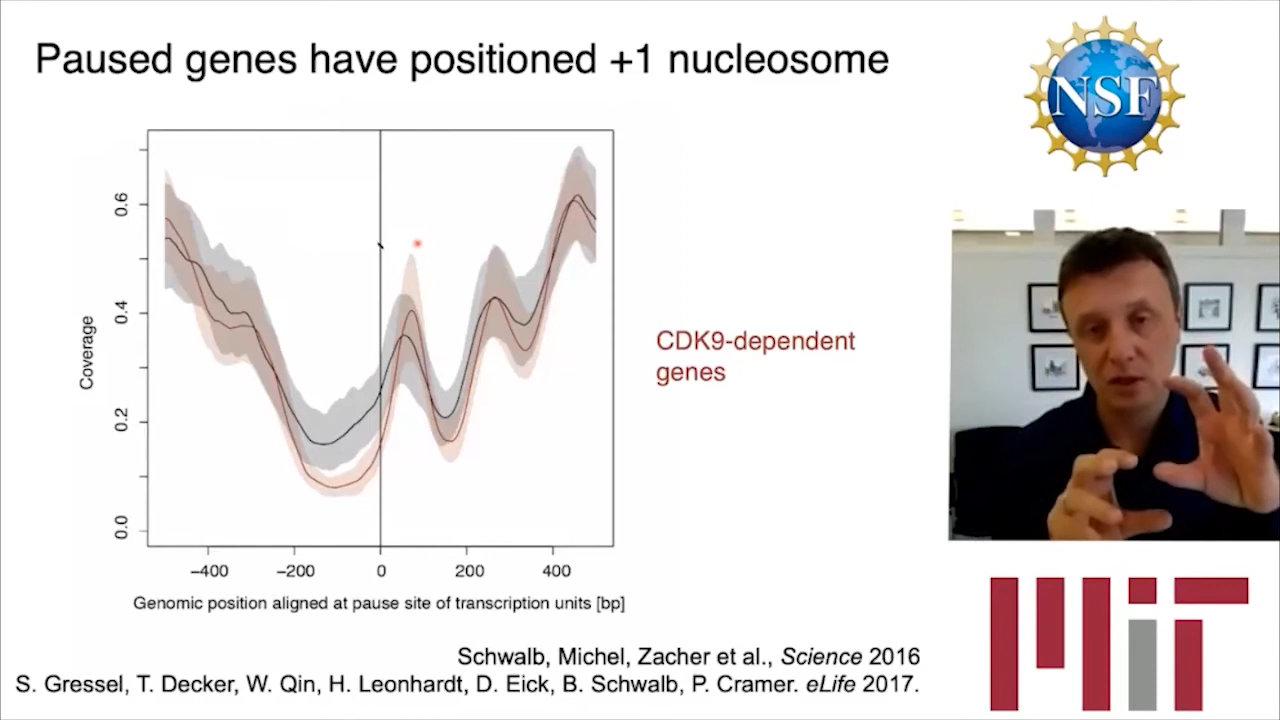 Paused genes have positioned +1 nucleosome
NSF
0.6
0.4
0.2
0.0
Coverage
−400
−200
0
200
400
Genomic position aligned at pause site of transcription units [bp]
CDK9-dependent
genes
Schwalb, Michel, Zacher et al., Science 2016
S. Gressel, T. Decker, W. Qin, H. Leonhardt, D. Eick, B. Schwalb, P. Cramer. eLife 2017.
MIT